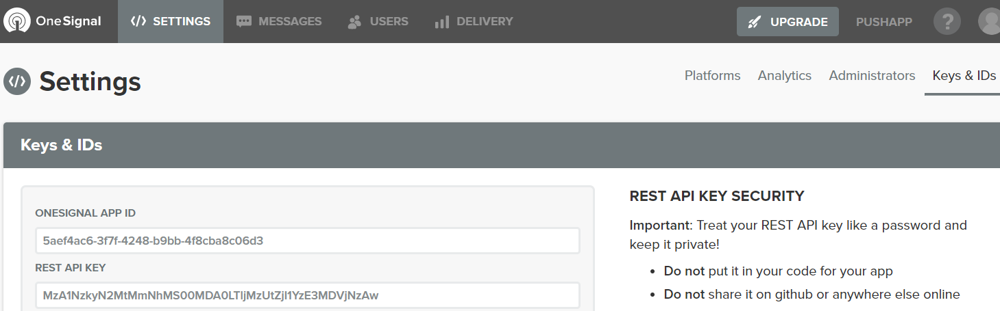 OneSignal
SETTINGS
MESSAGES
USERS
DELIVERY
UPGRADE
PUSHAPP
?
Settings
Platforms
Analytics
Administrators
Keys & IDs
Keys & IDs
ONESIGNAL APP ID
5aef4ac6-3f7f-4248-b9bb-4f8cba8c06d3
REST API KEY
MzA1NzkyN2MtMmNhMS00MDA0LTljMzUtZjI1YzE3MDVjNzAw
REST API KEY SECURITY
Important: Treat your REST API key like a password and
keep it private!
• Do not put it in your code for your app
• Do not share it on github or anywhere else online